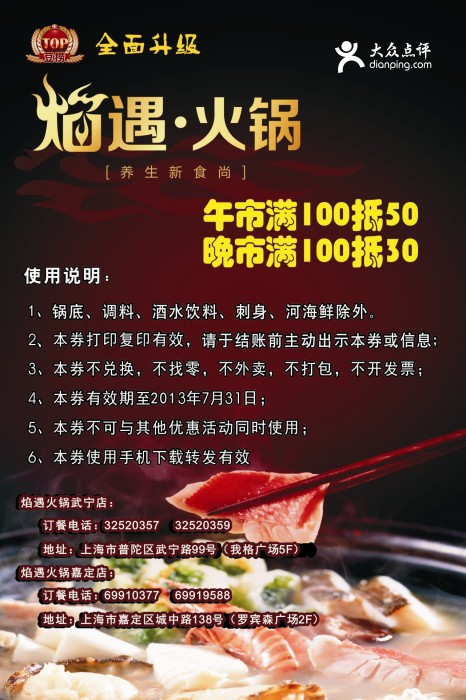 TOP
豆捞
全面升级
大众点评
dianping.com
焰遇·火锅
[养生新食尚]
午市满100抵50
晚市满100抵30
使用说明：
1、锅底、调料、酒水饮料、刺身、河海鲜除外。
2、本券打印复印有效，请于结账前主动出示本券或信息；
3、本券不兑换，不找零，不外卖，不打包，不开发票；
4、本券有效期至2013年7月31日；
5、本券不可与其他优惠活动同时使用；
6、本券使用手机下载转发有效
焰遇火锅武宁店：
订餐电话：32520357 32520359
地址：上海市普陀区武宁路99号（我格广场5F）
焰遇火锅嘉定店：
订餐电话：69910377 69919588
地址：上海市嘉定区城中路138号（罗宾森广场2F）